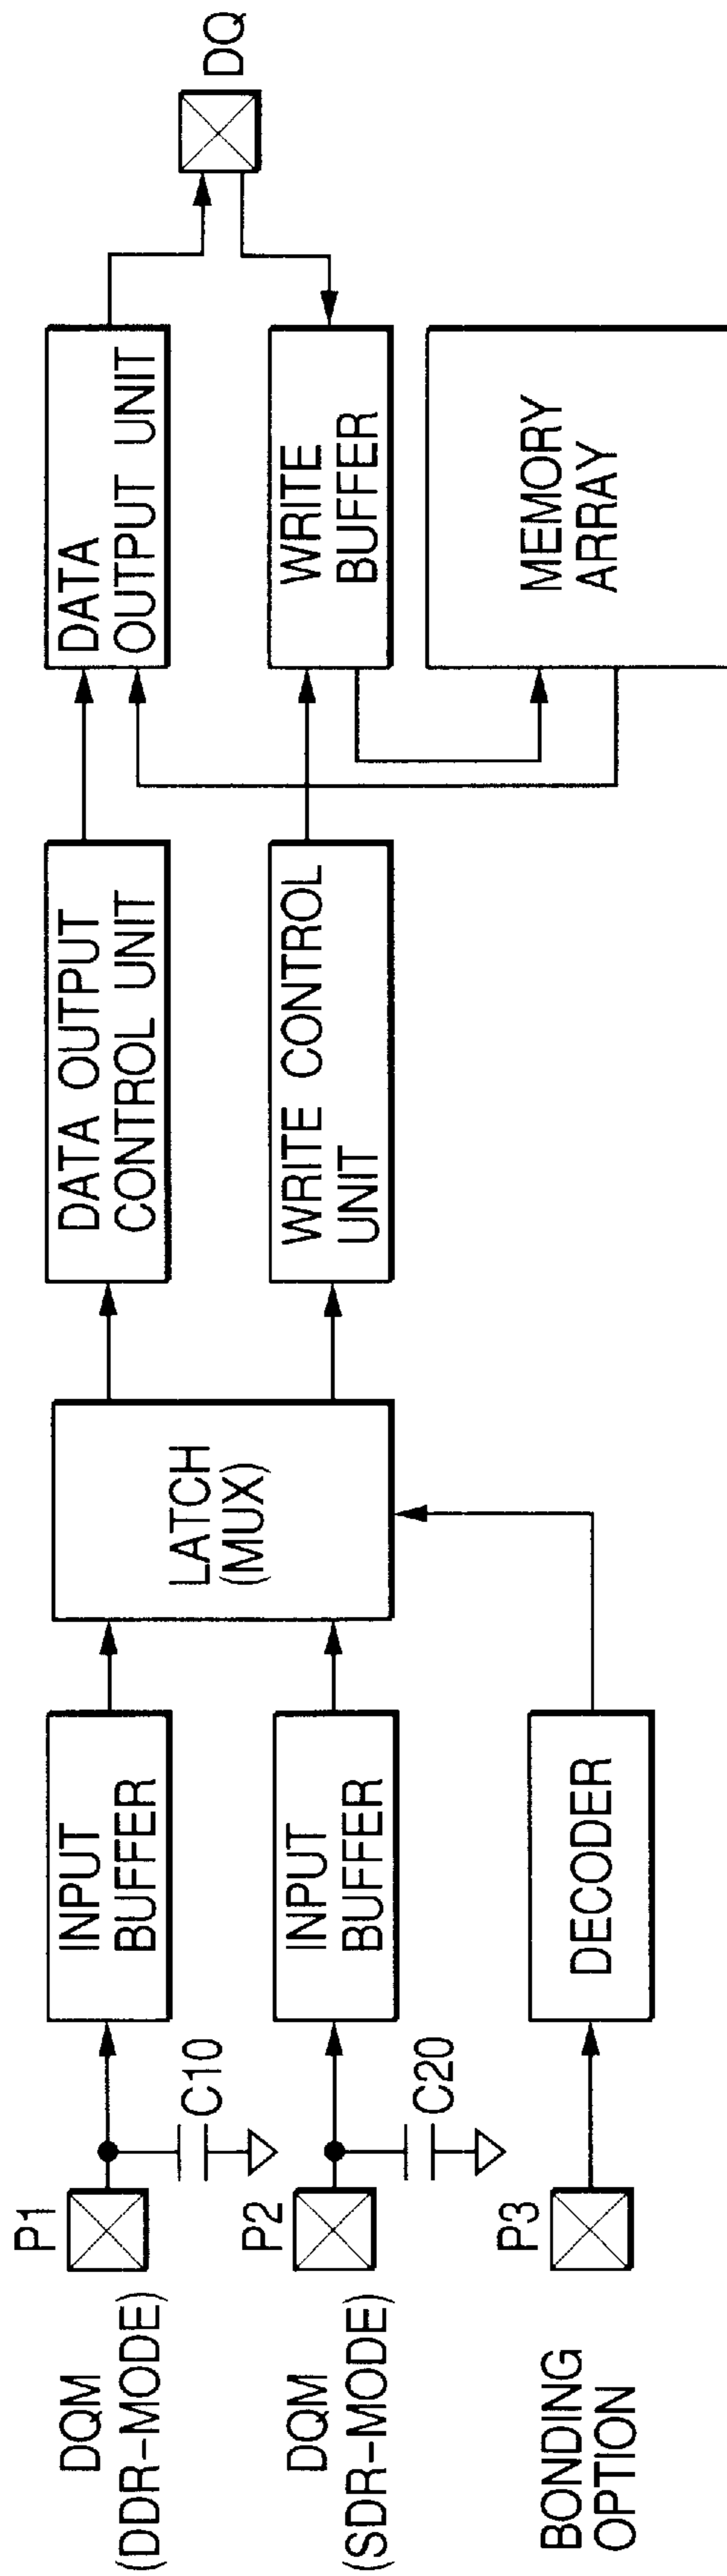 DQM
(DDR-MODE)
P1
C10
INPUT
BUFFER
DQM
(SDR-MODE)
P2
C20
INPUT
BUFFER
BONDING
OPTION
P3
DECODER
LATCH
(MUX)
DATA OUTPUT
CONTROL UNIT
WRITE CONTROL
UNIT
DATA
OUTPUT UNIT
WRITE
BUFFER
MEMORY
ARRAY
DQ